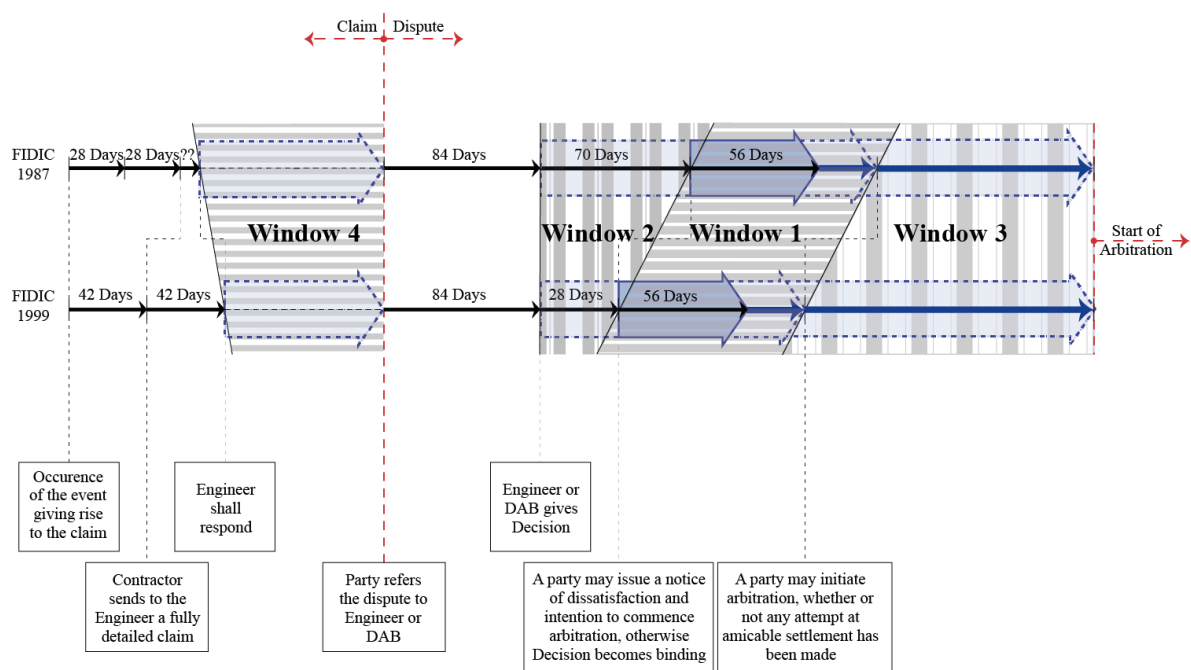 Claim
Dispute
FIDIC
1987
28 Days
28 Days
??
84 Days
70 Days
56 Days
Window 4
Window 2
Window 1
Window 3
Start of
Arbitration
FIDIC
1999
42 Days
42 Days
84 Days
28 Days
56 Days
Occurence
of the event
giving rise
to the claim
Engineer
shall
respond
Engineer or
DAB gives
Decision
Contractor
sends to the
Engineer a fully
detailed claim
Party refers
the dispute to
Engineer or
DAB
A party may issue a notice
of dissatisfaction and
intention to commence
arbitration, otherwise
Decision becomes binding
A party may initiate
arbitration, whether or
not any attempt at
amicable settlement has
been made